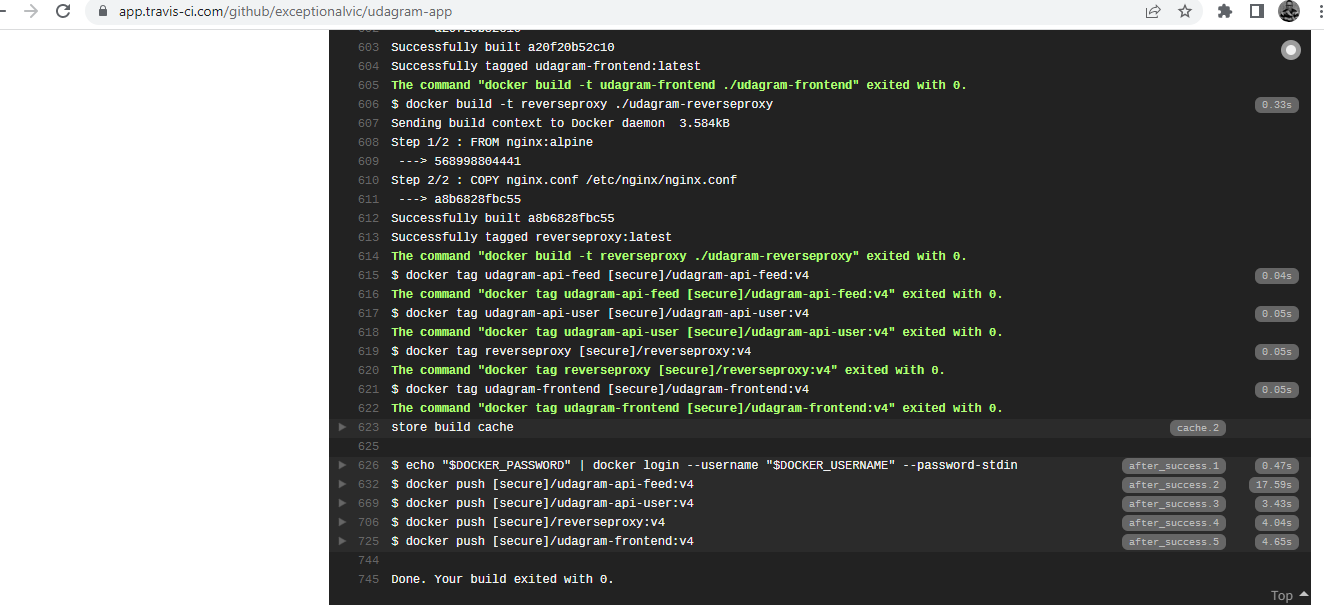 app.travis-ci.com/github/exceptionalvic/udagram-app
603 Successfully built a20f20b52c10
604 Successfully tagged udagram-frontend:latest
605 The command "docker build -t udagram-frontend ./udagram-frontend" exited with 0.
606 $ docker build -t reverseproxy ./udagram-reverseproxy 0.33s
607 Sending build context to Docker daemon  3.584kB
608 Step 1/2 : FROM nginx:alpine
609  ---> 568998804441
610 Step 2/2 : COPY nginx.conf /etc/nginx/nginx.conf
611  ---> a8b6828fbc55
612 Successfully built a8b6828fbc55
613 Successfully tagged reverseproxy:latest
614 The command "docker build -t reverseproxy ./udagram-reverseproxy" exited with 0.
615 $ docker tag udagram-api-feed [secure]/udagram-api-feed:v4 0.04s
616 The command "docker tag udagram-api-feed [secure]/udagram-api-feed:v4" exited with 0.
617 $ docker tag udagram-api-user [secure]/udagram-api-user:v4 0.05s
618 The command "docker tag udagram-api-user [secure]/udagram-api-user:v4" exited with 0.
619 $ docker tag reverseproxy [secure]/reverseproxy:v4 0.05s
620 The command "docker tag reverseproxy [secure]/reverseproxy:v4" exited with 0.
621 $ docker tag udagram-frontend [secure]/udagram-frontend:v4 0.05s
622 The command "docker tag udagram-frontend [secure]/udagram-frontend:v4" exited with 0.
623 store build cache cache.2
625
626 $ echo "$DOCKER_PASSWORD" | docker login --username "$DOCKER_USERNAME" --password-stdin after_success.1 0.47s
632 $ docker push [secure]/udagram-api-feed:v4 after_success.2 17.59s
669 $ docker push [secure]/udagram-api-user:v4 after_success.3 3.43s
706 $ docker push [secure]/reverseproxy:v4 after_success.4 4.04s
725 $ docker push [secure]/udagram-frontend:v4 after_success.5 4.65s
744
745 Done. Your build exited with 0.
Top